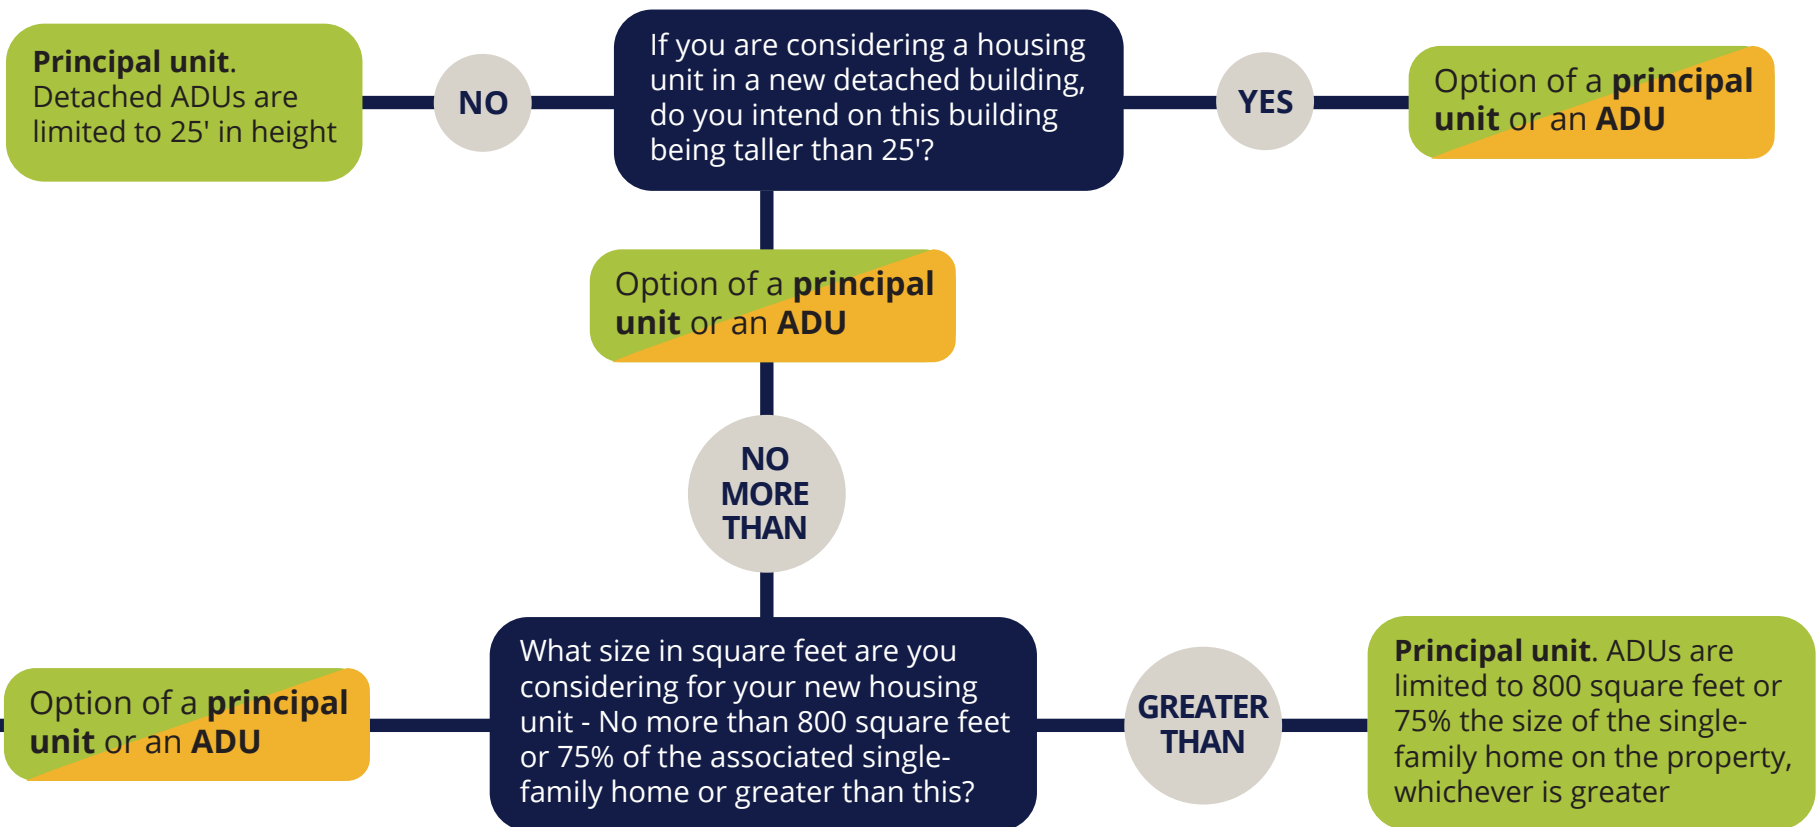 Principal unit.
Detached ADUs are
limited to 25' in height
NO
If you are considering a housing
unit in a new detached building,
do you intend on this building
being taller than 25'?
YES
Option of a principal
unit or an ADU
Option of a principal
unit or an ADU
NO
MORE
THAN
Option of a principal
unit or an ADU
What size in square feet are you
considering for your new housing
unit - No more than 800 square feet
or 75% of the associated single-
family home or greater than this?
GREATER
THAN
Principal unit. ADUs are
limited to 800 square feet or
75% the size of the single-
family home on the property,
whichever is greater